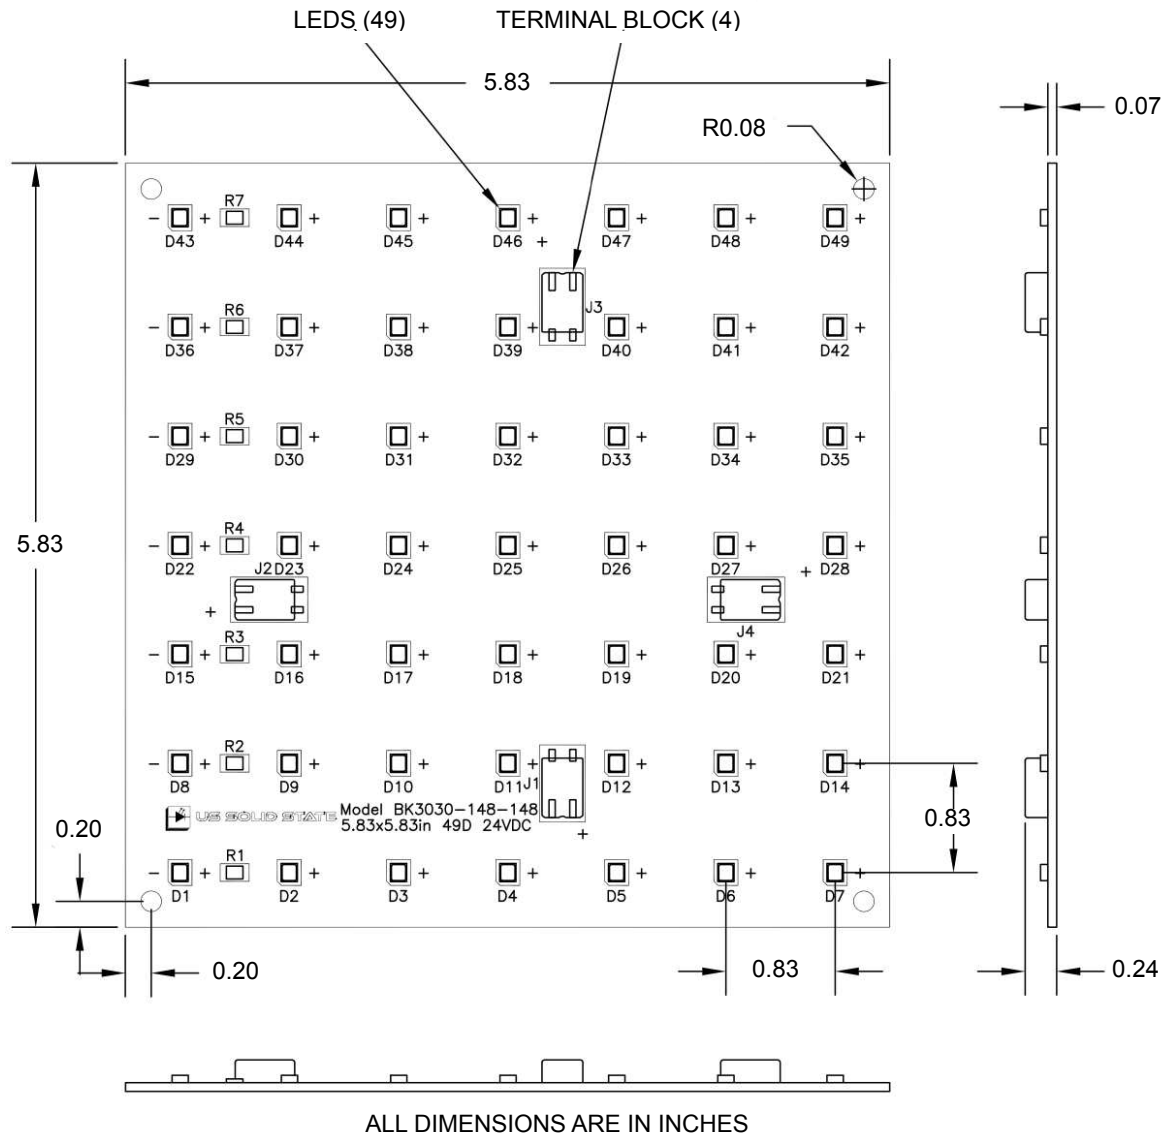 LEDS (49) TERMINAL BLOCK (4)
5.83
0.07
R0.08
R7
- + + + + + + +
D43 D44 D45 D46 D47 D48 D49
+
J3
R6
- + + + + + + +
D36 D37 D38 D39 D40 D41 D42
R5
- + + + + + + +
D29 D30 D31 D32 D33 D34 D35
5.83
R4
- + + + + + + +
D22 J2 D23 D24 D25 D26 D27 + D28
+
J4
R3
- + + + + + + +
D15 D16 D17 D18 D19 D20 D21
R2
- + + + + + + +
D8 D9 D10 D11 J1 D12 D13 D14
US SOLID STATE Model BK3030-148-148
5.83x5.83in 49D 24VDC
+
0.83
0.20
R1
- + + + + + + +
D1 D2 D3 D4 D5 D6 D7
0.20 0.83 0.24
ALL DIMENSIONS ARE IN INCHES